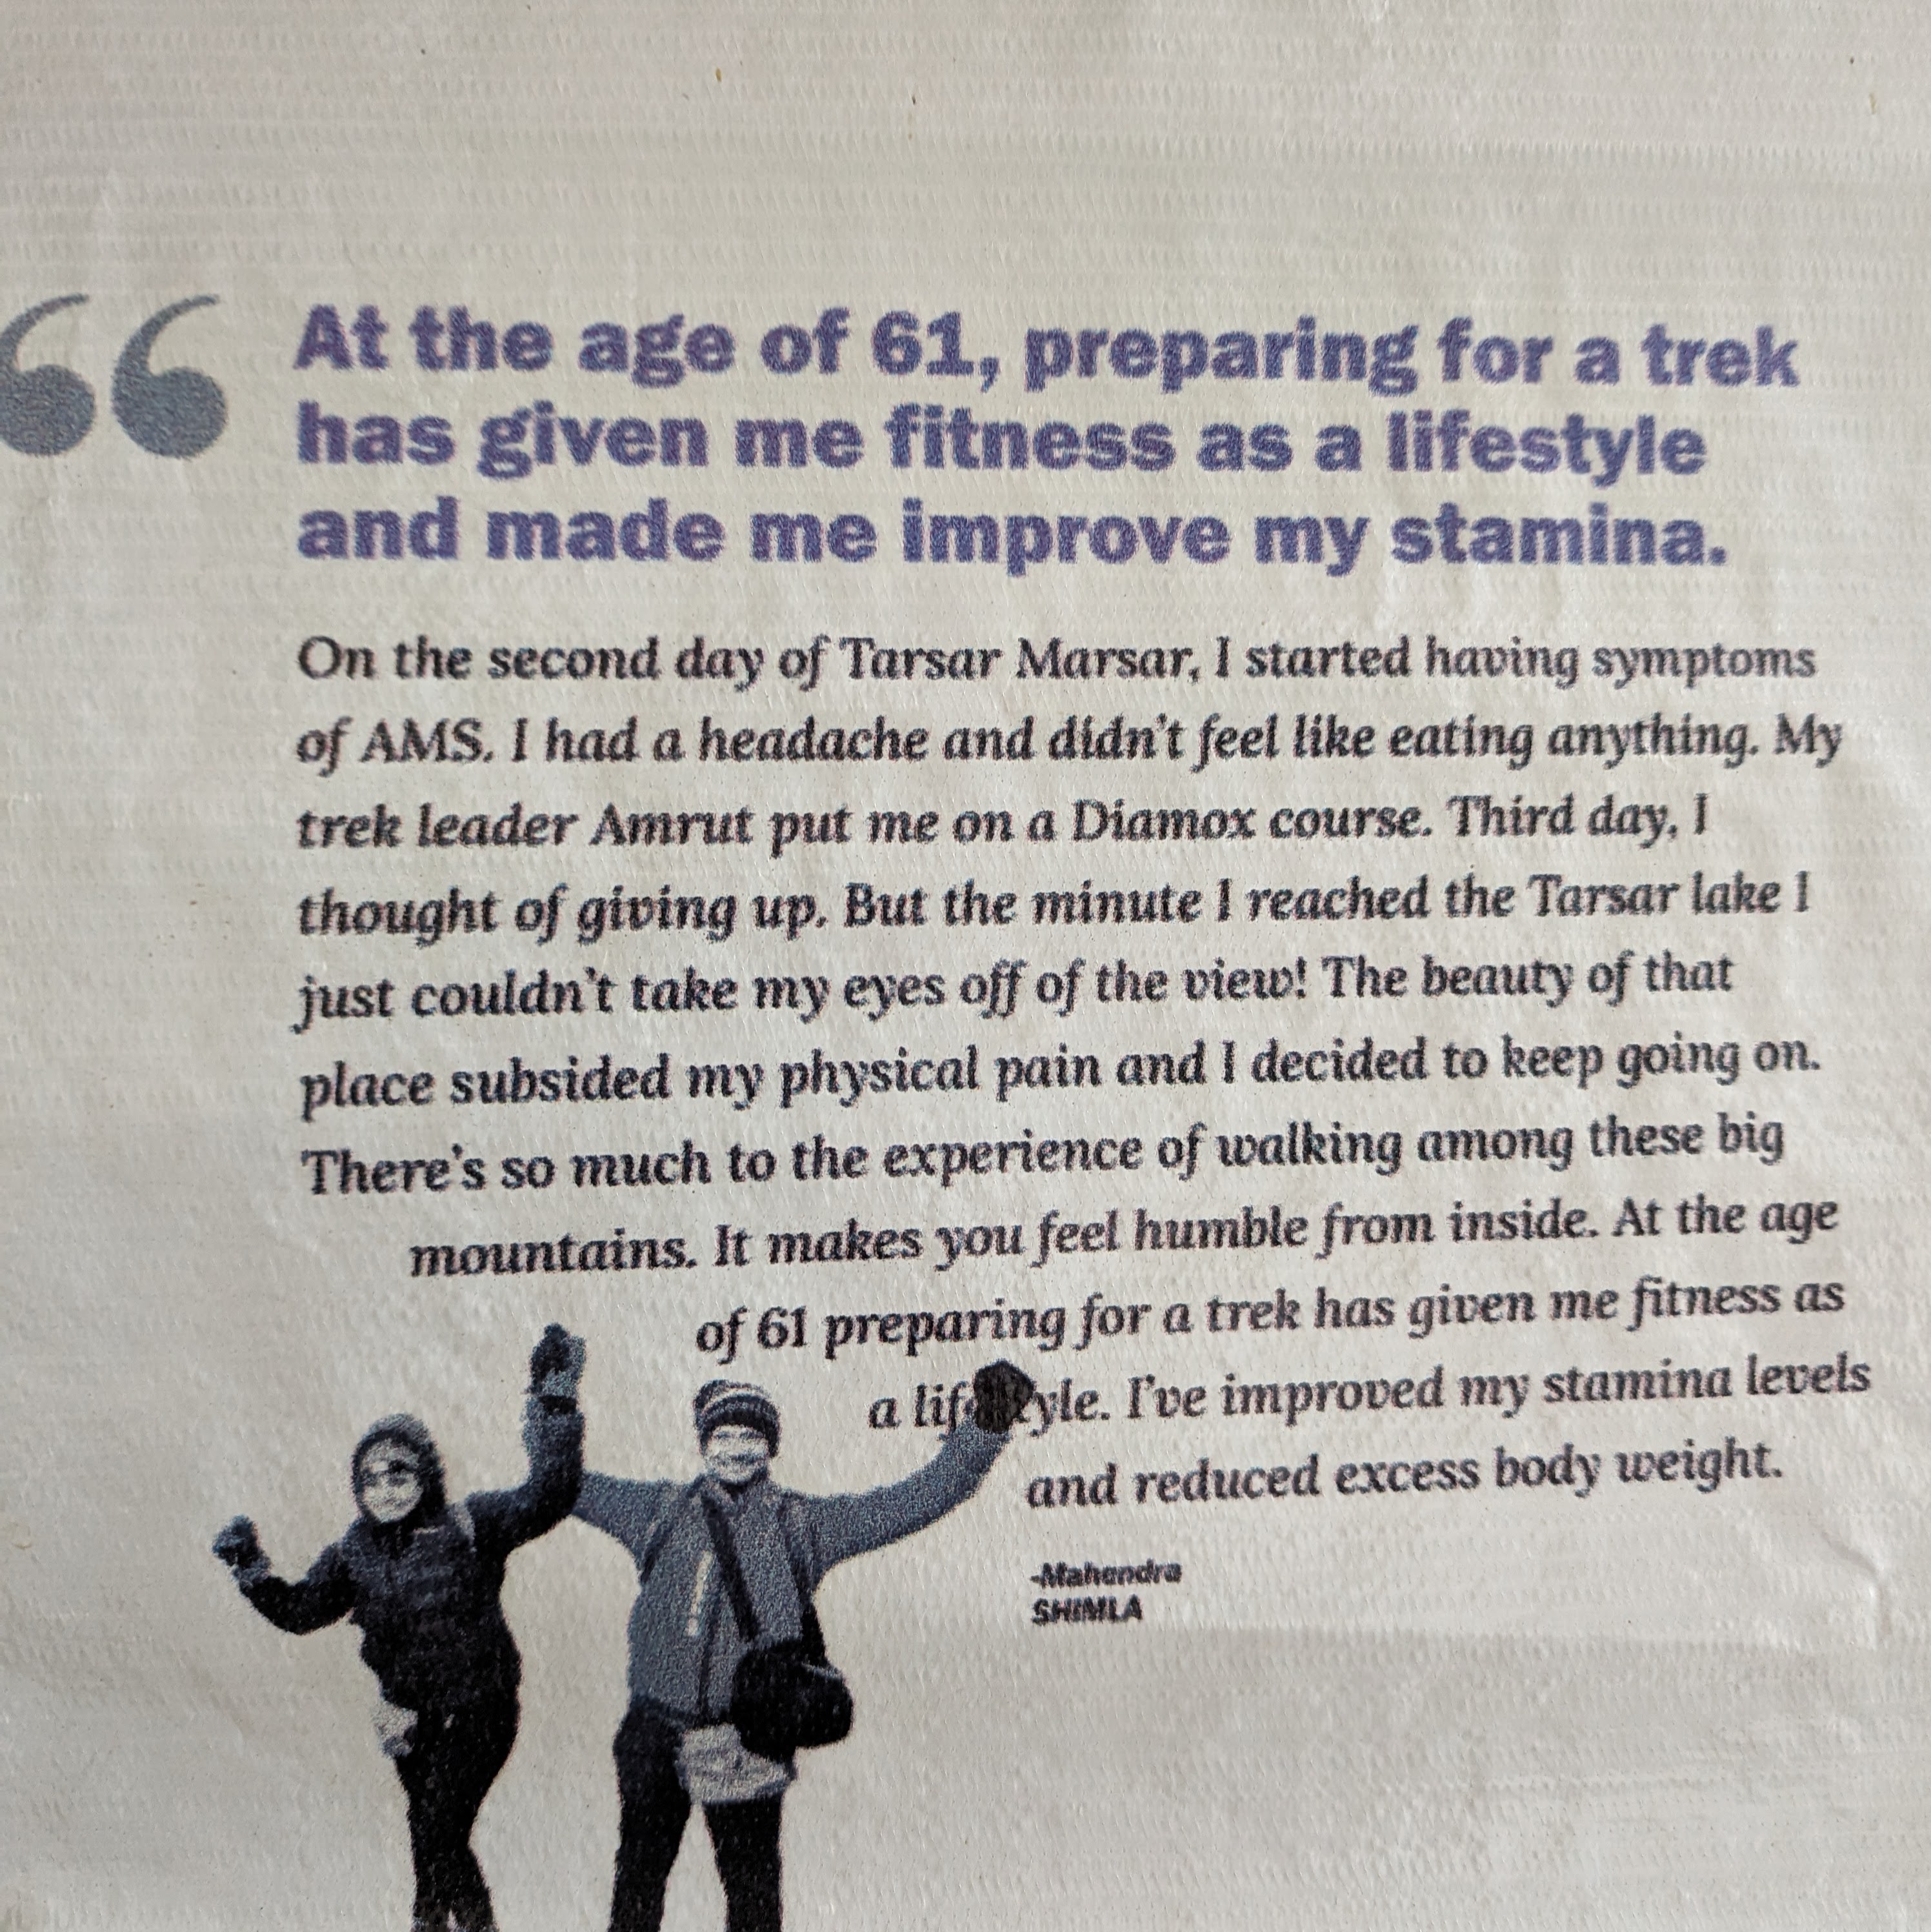 “
At the age of 61, preparing for a trek
has given me fitness as a lifestyle
and made me improve my stamina.
On the second day of Tarsar Marsar, I started having symptoms
of AMS. I had a headache and didn't feel like eating anything. My
trek leader Amrut put me on a Diamox course. Third day, I
thought of giving up. But the minute I reached the Tarsar lake I
just couldn't take my eyes off of the view! The beauty of that
place subsided my physical pain and I decided to keep going on.
There's so much to the experience of walking among these big
mountains. It makes you feel humble from inside. At the age
of 61 preparing for a trek has given me fitness as
a lifestyle. I've improved my stamina levels
and reduced excess body weight.
-Mahendra
SHIMLA